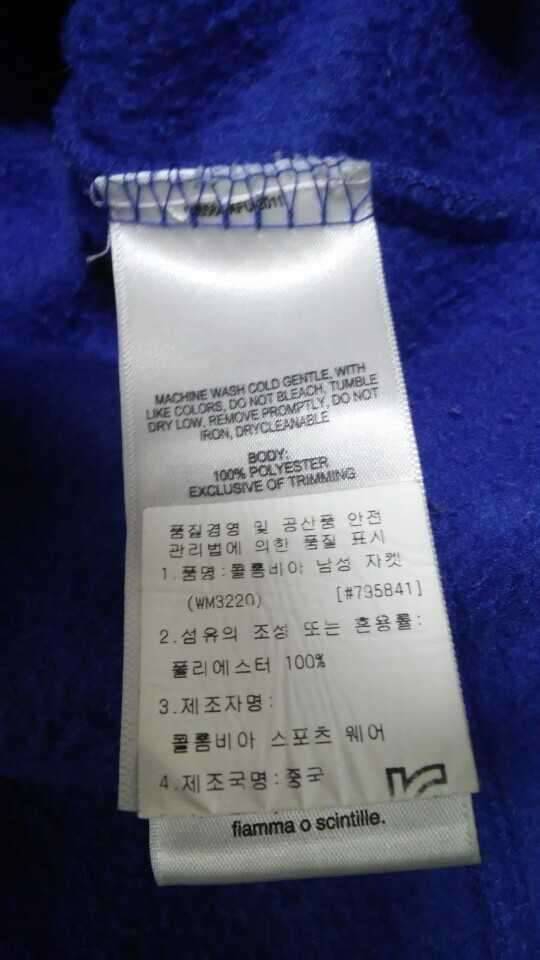 MACHINE WASH COLD GENTLE, WITH
LIKE COLORS, DO NOT BLEACH, TUMBLE
DRY LOW, REMOVE PROMPTLY, DO NOT
IRON, DRYCLEANABLE
BODY:
100% POLYESTER
EXCLUSIVE OF TRIMMING
품질경영 및 공산품 안전
관리법에 의한 품질 표시
1.품명:콜롬비아 남성 자켓
(WM3220) [#795841]
2.섬유의 조성 또는 혼용률:
폴리에스터 100%
3.제조자명:
콜롬비아 스포츠 웨어
4.제조국명:중국
fiamma o scintille.